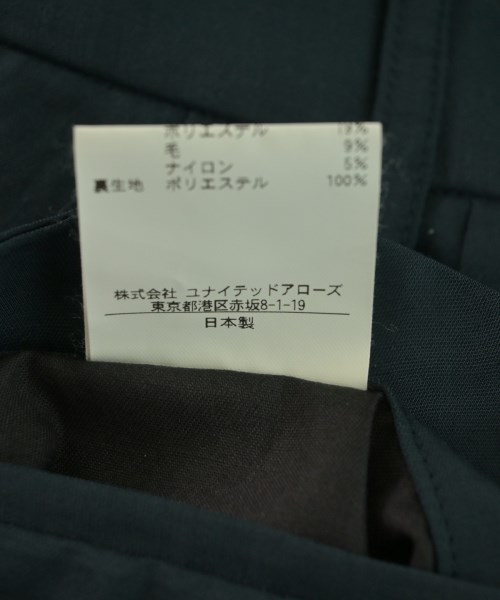 ポリエステル 19%
毛 9%
ナイロン 5%
裏生地 ポリエステル 100%
株式会社 ユナイテッドアローズ
東京都港区赤坂8-1-19
日本製